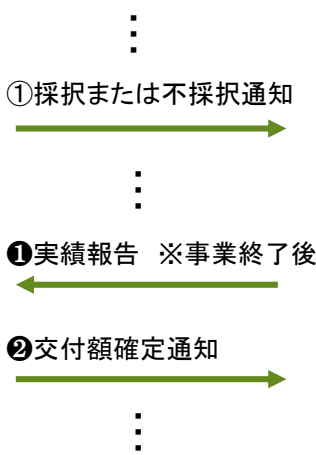 ⋮
①採択または不採択通知
⋮
❶実績報告　※事業終了後
❷交付額確定通知
⋮